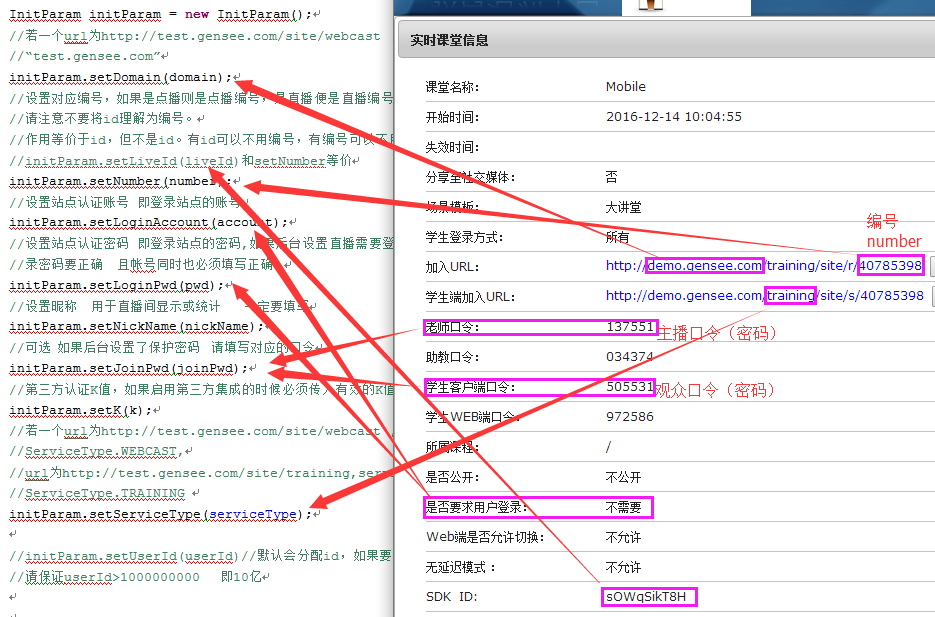 InitParam initParam = new InitParam();
//若一个url为http://test.gensee.com/site/webcast
//“test.gensee.com”
initParam.setDomain(domain);
//设置对应编号，如果是点播则是点播编号，是直播便是直播编号
//请注意不要将id理解为编号。
//作用等价于id，但不是id。有id可以不用编号，有编号可以不用
//initParam.setLiveId(liveId)和setNumber等价
initParam.setNumber(number);
//设置站点认证账号 即登录站点的账号
initParam.setLoginAccount(account);
//设置站点认证密码 即登录站点的密码,如果后台设置直播需要登
//录密码要正确 且帐号同时也必须填写正确
initParam.setLoginPwd(pwd);
//设置昵称 用于直播间显示或统计 一定要填写
initParam.setNickName(nickName);
//可选 如果后台设置了保护密码 请填写对应的口令
initParam.setJoinPwd(joinPwd);
//第三方认证K值，如果启用第三方集成的时候必须传入有效的K值
initParam.setK(k);
//若一个url为http://test.gensee.com/site/webcast
//ServiceType.WEBCAST,
//url为http://test.gensee.com/site/training,serv
//ServiceType.TRAINING
initParam.setServiceType(serviceType);
//initParam.setUserId(userId)//默认会分配id，如果要
//请保证userId>1000000000 即10亿
实时课堂信息
课堂名称: Mobile
开始时间: 2016-12-14 10:04:55
失效时间:
分享至社交媒体: 否
场景模板: 大讲堂
学生登录方式: 所有
编号
number
加入URL: http://demo.gensee.com/training/site/r/40785398
学生端加入URL: http://demo.gensee.com/training/site/s/40785398
老师口令: 137551
主播口令（密码）
助教口令: 034374
学生客户端口令: 505531
观众口令（密码）
学生WEB端口令: 972586
所属课程: /
是否公开: 不公开
是否要求用户登录: 不需要
Web端是否允许切换: 不允许
无延迟模式： 不允许
SDK ID: sOWqSikT8H